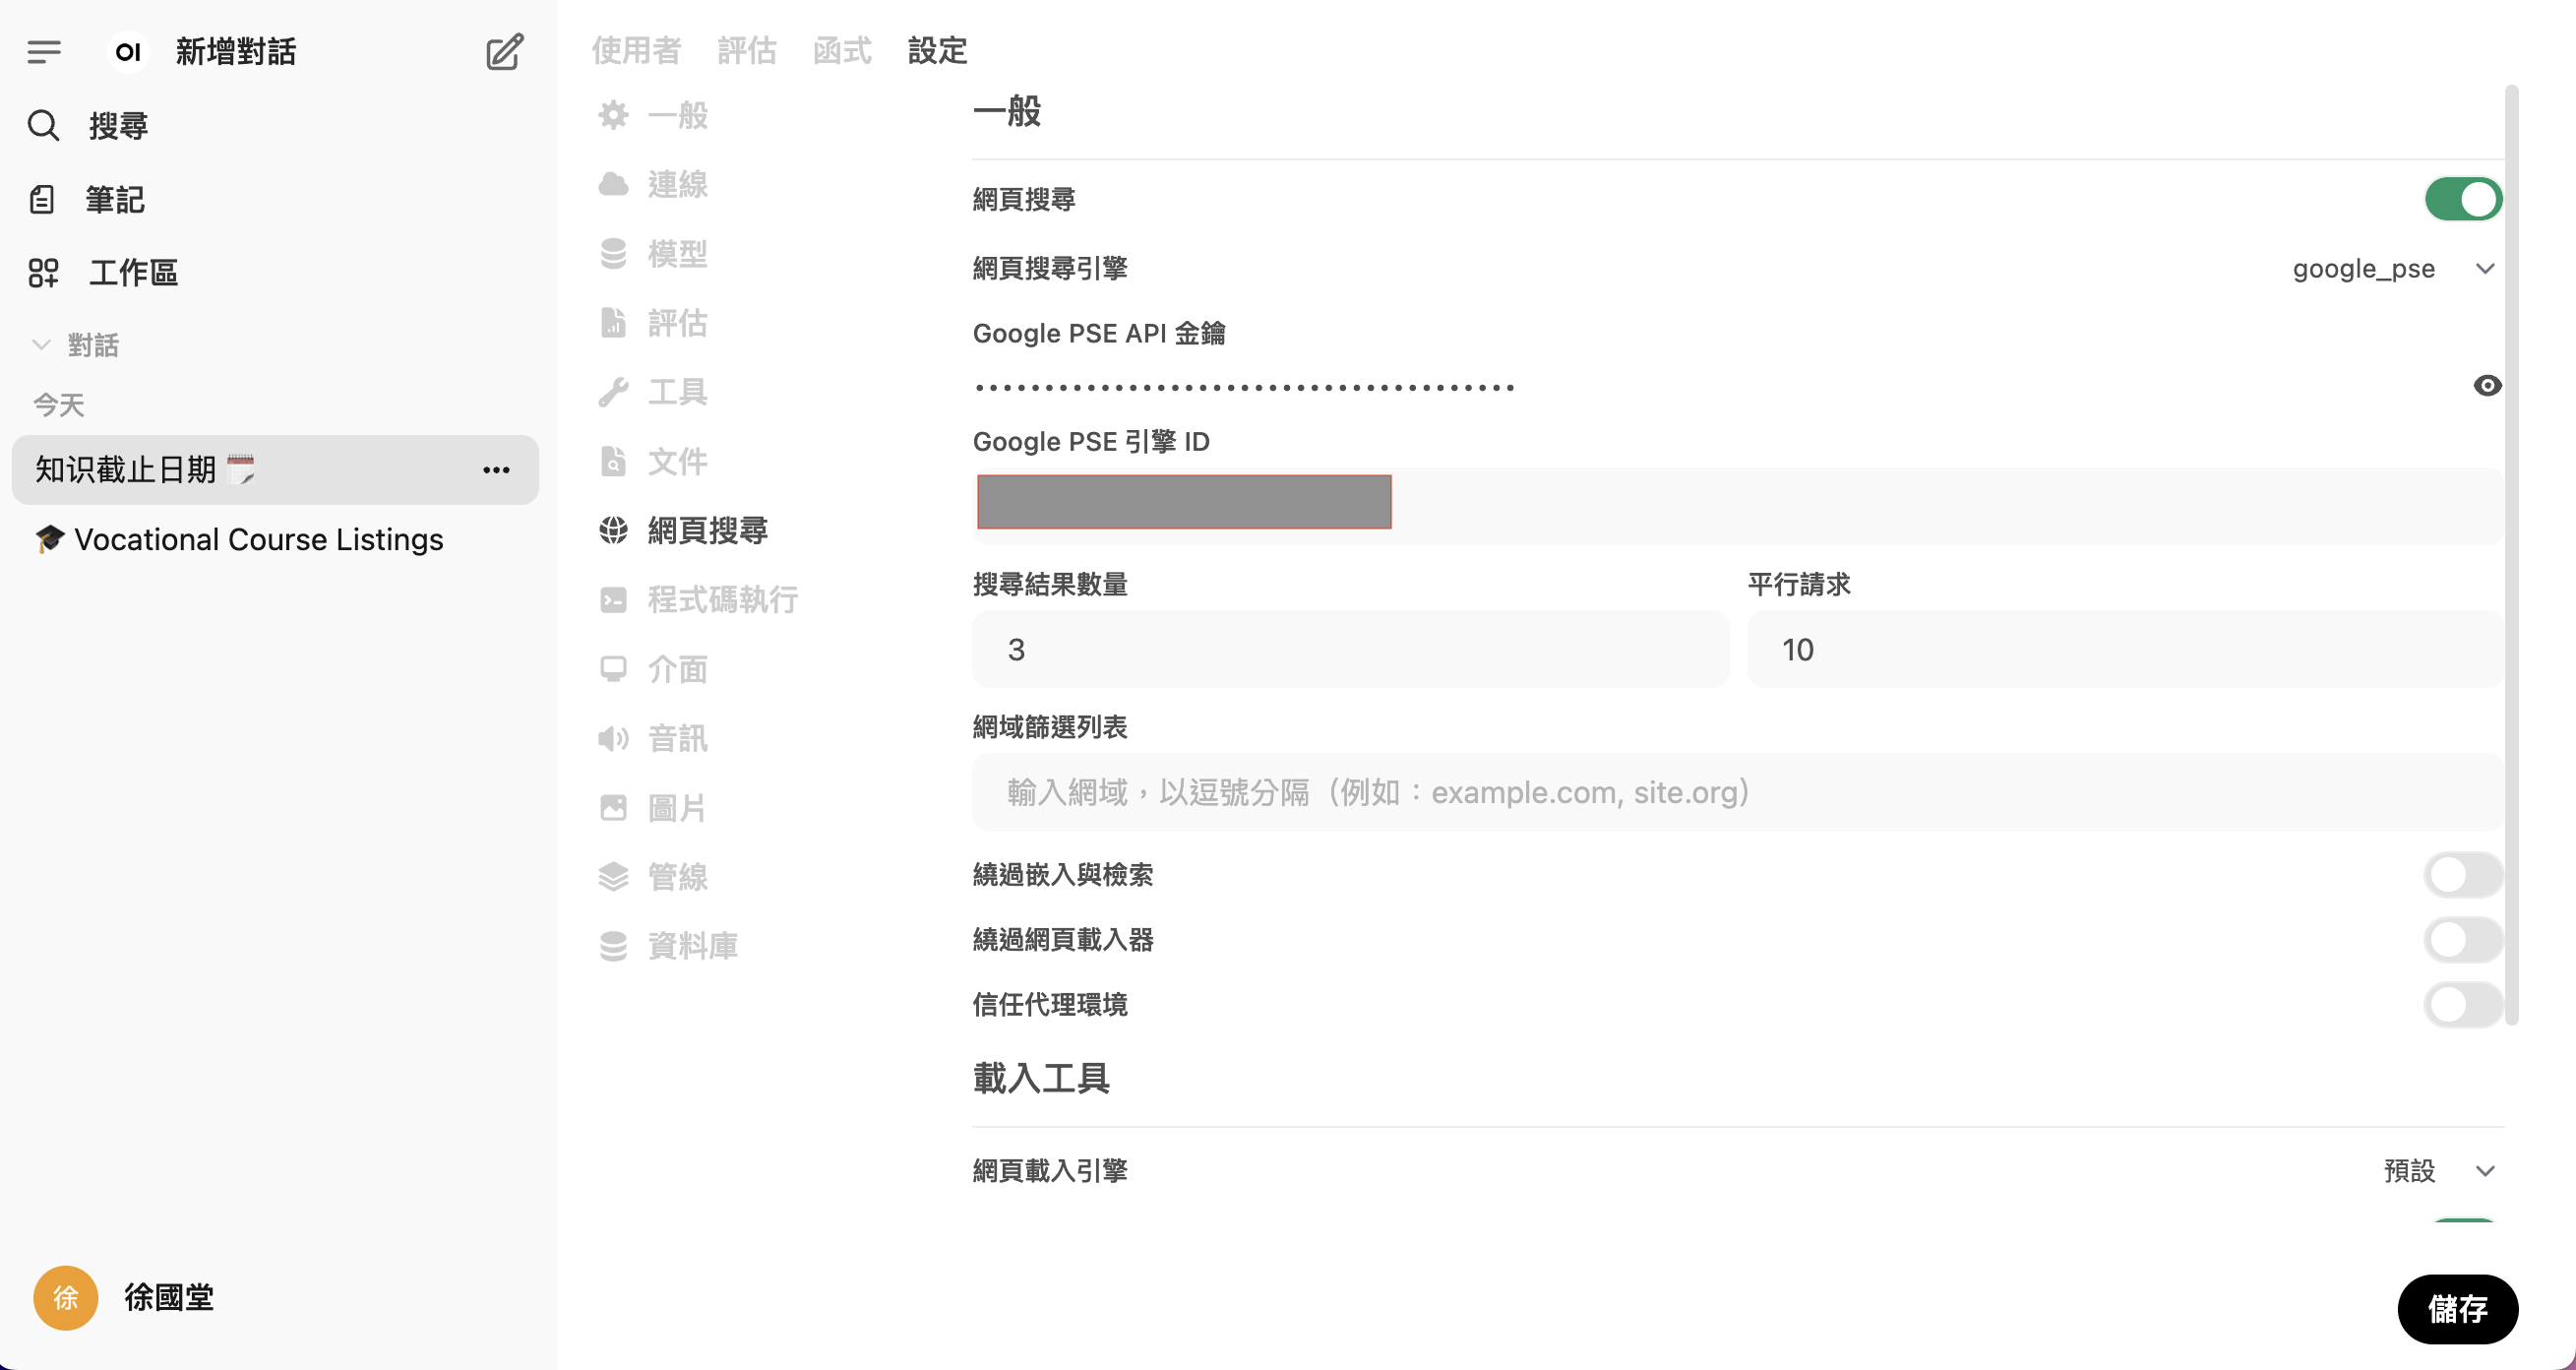 OI 新增對話
搜尋
筆記
工作區
對話
今天
知识截止日期
Vocational Course Listings
徐 徐國堂
使用者 評估 函式 設定
一般
連線
模型
評估
工具
文件
網頁搜尋
程式碼執行
介面
音訊
圖片
管線
資料庫
一般
網頁搜尋
網頁搜尋引擎 google_pse
Google PSE API 金鑰
•••••••••••••••••••••••••••••••••••••••
Google PSE 引擎 ID
搜尋結果數量 平行請求
3 10
網域篩選列表
輸入網域，以逗號分隔（例如：example.com, site.org）
繞過嵌入與檢索
繞過網頁載入器
信任代理環境
載入工具
網頁載入引擎 預設
儲存